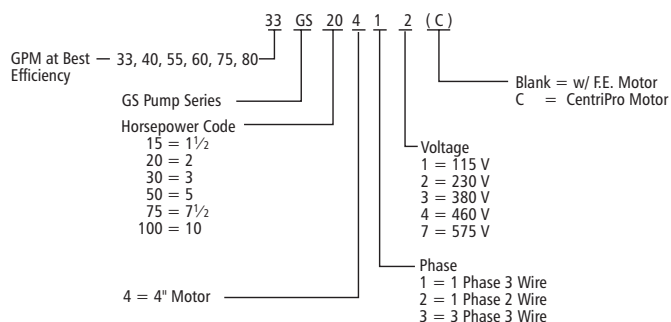 33 GS 20 4 1 2 (C)
GPM at Best Efficiency
33, 40, 55, 60, 75, 80
Blank = w/ F.E. Motor
C = CentriPro Motor
GS Pump Series
Horsepower Code
15 = 1½
20 = 2
30 = 3
50 = 5
75 = 7½
100 = 10
Voltage
1 = 115 V
2 = 230 V
3 = 380 V
4 = 460 V
7 = 575 V
4 = 4" Motor
Phase
1 = 1 Phase 3 Wire
2 = 1 Phase 2 Wire
3 = 3 Phase 3 Wire